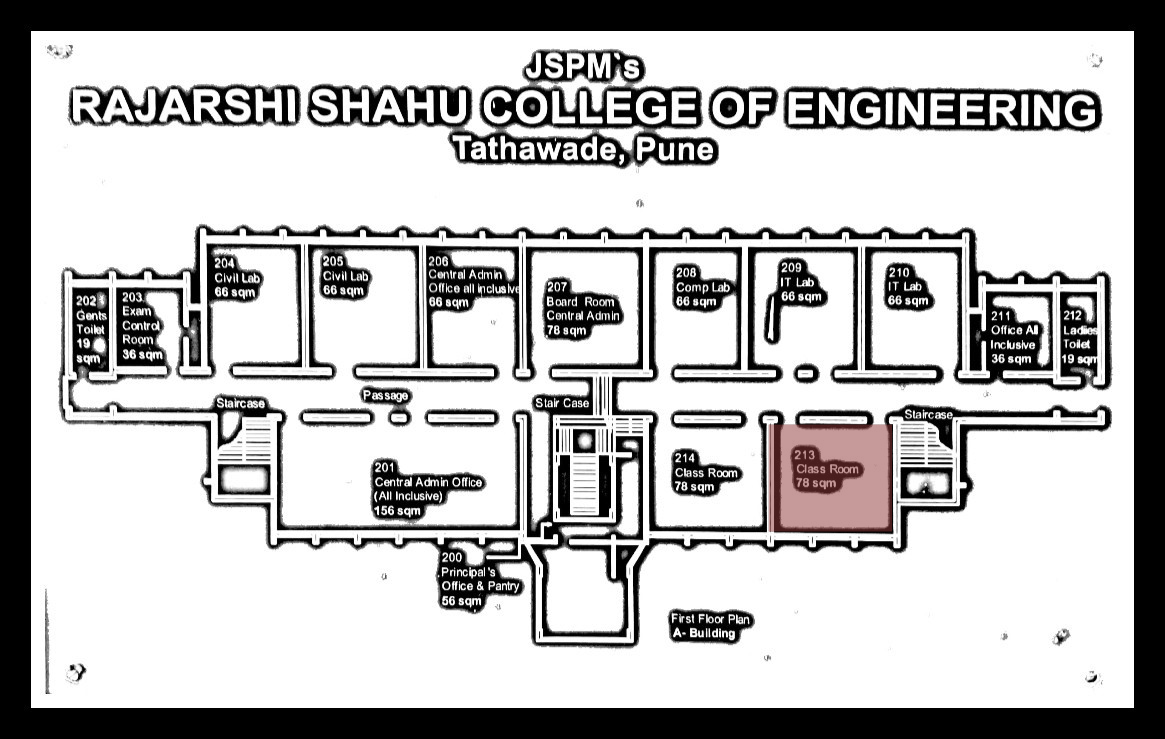 JSPM's
RAJARSHI SHAHU COLLEGE OF ENGINEERING
Tathawade, Pune
204
Civil Lab
66 sqm
205
Civil Lab
66 sqm
206
Central Admin
Office all inclusive
66 sqm
207
Board Room
Central Admin
78 sqm
208
Comp Lab
66 sqm
209
IT Lab
66 sqm
210
IT Lab
66 sqm
202
Gents
Toilet
19
sqm
203
Exam
Control
Room
36 sqm
211
Office All
Inclusive
36 sqm
212
Ladies
Toilet
19 sqm
Staircase
Passage
Stair Case
Staircase
201
Central Admin Office
(All Inclusive)
156 sqm
214
Class Room
78 sqm
213
Class Room
78 sqm
200
Principal's
Office & Pantry
56 sqm
First Floor Plan
A- Building